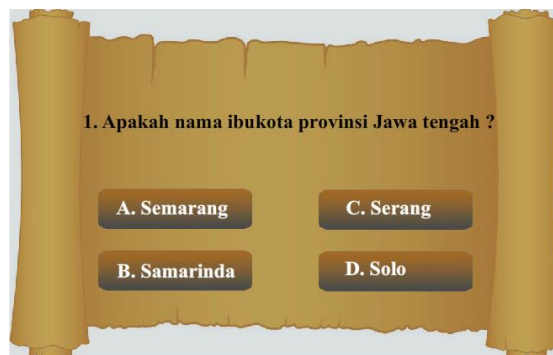 1. Apakah nama ibukota provinsi Jawa tengah ?
A. Semarang
B. Samarinda
C. Serang
D. Solo